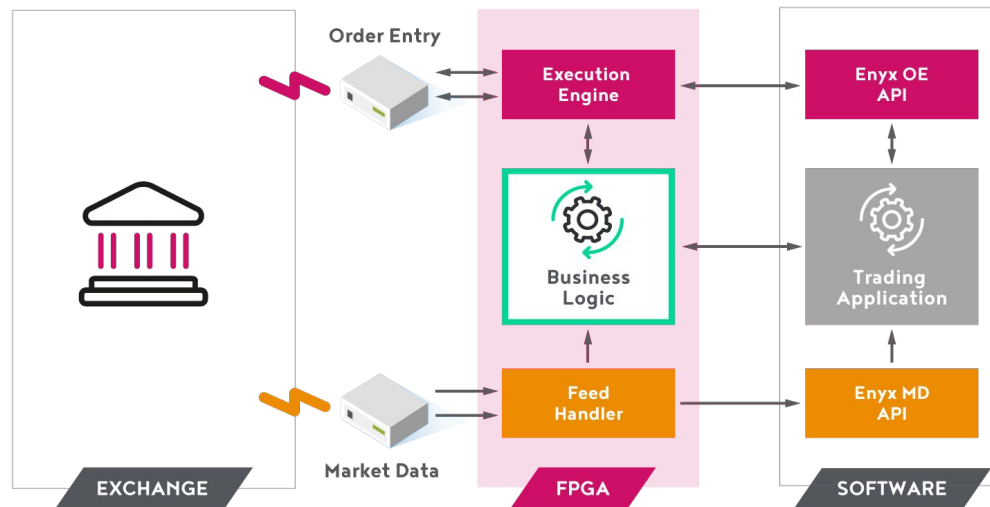 Order Entry
Execution
Engine
Enyx OE
API
Business
Logic
Trading
Application
Feed
Handler
Enyx MD
API
Market Data
EXCHANGE
FPGA
SOFTWARE